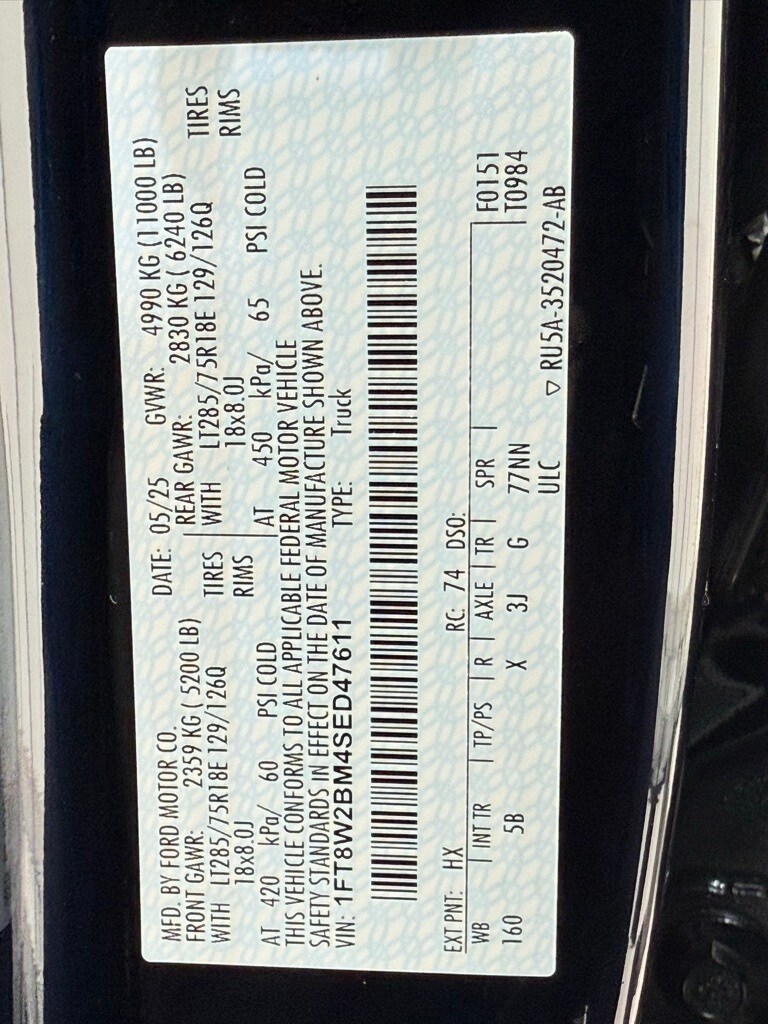 MFD. BY FORD MOTOR CO. DATE: 05/25 GVWR: 4990 KG (11000 LB)
FRONT GAWR: 2359 KG ( 5200 LB) REAR GAWR: 2830 KG ( 6240 LB)
WITH LT285/75R18E 129/126Q TIRES WITH LT285/75R18E 129/126Q TIRES
18x8.0J RIMS 18x8.0J RIMS
AT 420 kPa/ 60 PSI COLD AT 450 kPa/ 65 PSI COLD
THIS VEHICLE CONFORMS TO ALL APPLICABLE FEDERAL MOTOR VEHICLE
SAFETY STANDARDS IN EFFECT ON THE DATE OF MANUFACTURE SHOWN ABOVE.
VIN: 1FT8W2BM4SED47611 TYPE: Truck
EXT PNT: HX RC: 74 DSO:
WB INT TR TP/PS R AXLE TR SPR F0151
160 5B X 3J G 77NN T0984
ULC ▽ RU5A-3520472-AB